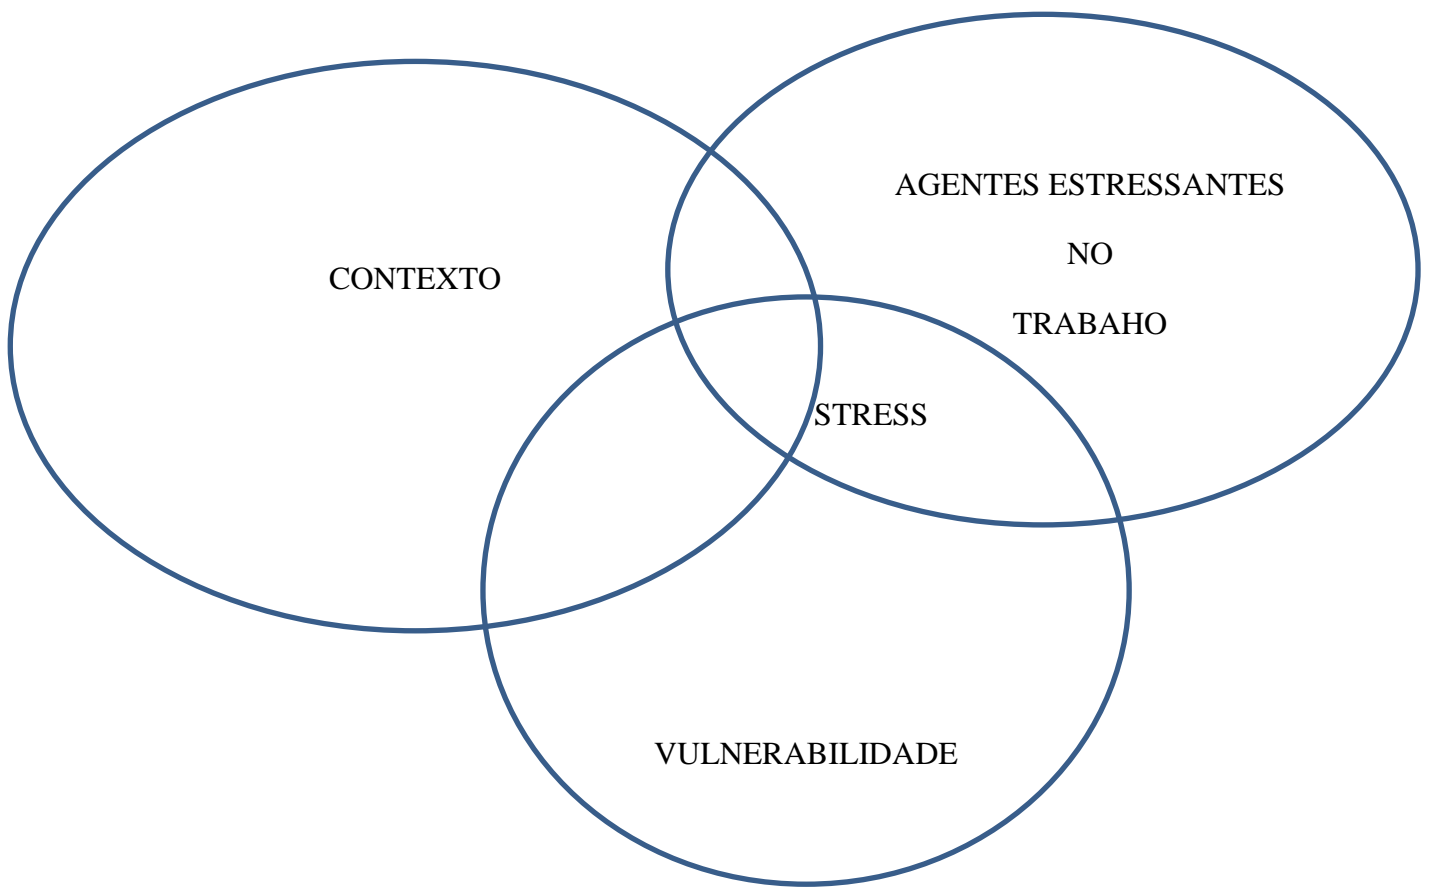 CONTEXTO
AGENTES ESTRESSANTES
NO
TRABAHO
STRESS
VULNERABILIDADE